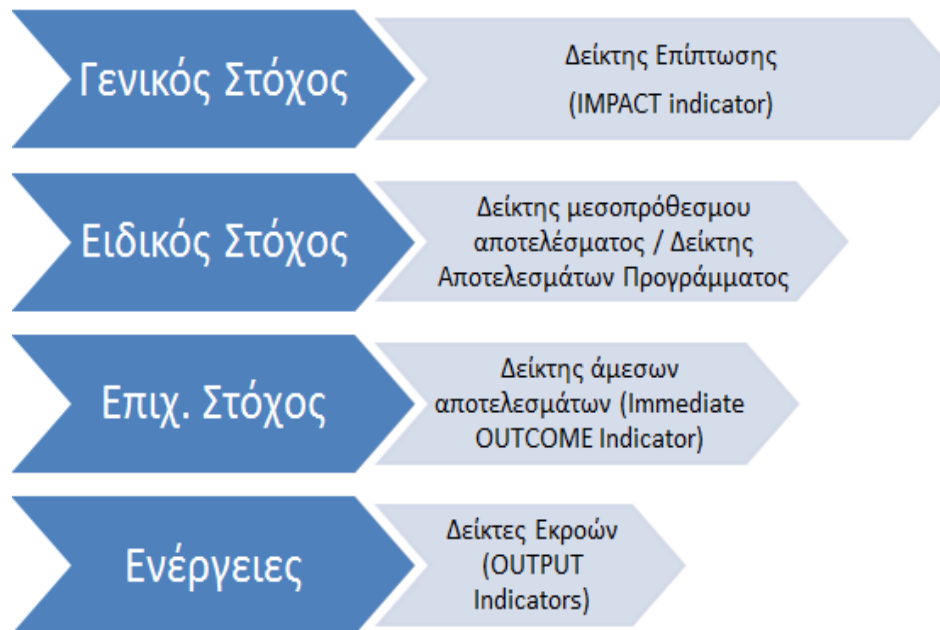 Γενικός Στόχος
Δείκτης Επίπτωσης
(IMPACT indicator)
Ειδικός Στόχος
Δείκτης μεσοπρόθεσμου
αποτελέσματος / Δείκτης
Αποτελεσμάτων Προγράμματος
Επιχ. Στόχος
Δείκτης άμεσων
αποτελεσμάτων (Immediate
OUTCOME Indicator)
Ενέργειες
Δείκτες Εκροών
(OUTPUT
Indicators)